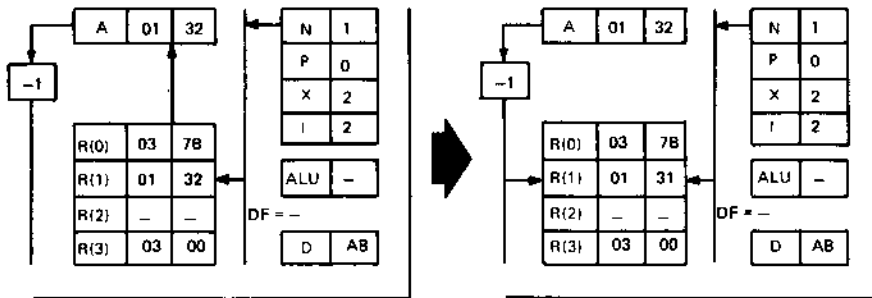 A 01 32
N 1
P 0
X 2
I 2
−1
R(0) 03 7B
R(1) 01 32
R(2) – –
R(3) 03 00
ALU –
DF = –
D AB
A 01 32
N 1
P 0
X 2
I 2
−1
R(0) 03 7B
R(1) 01 31
R(2) – –
R(3) 03 00
ALU –
DF = –
D AB